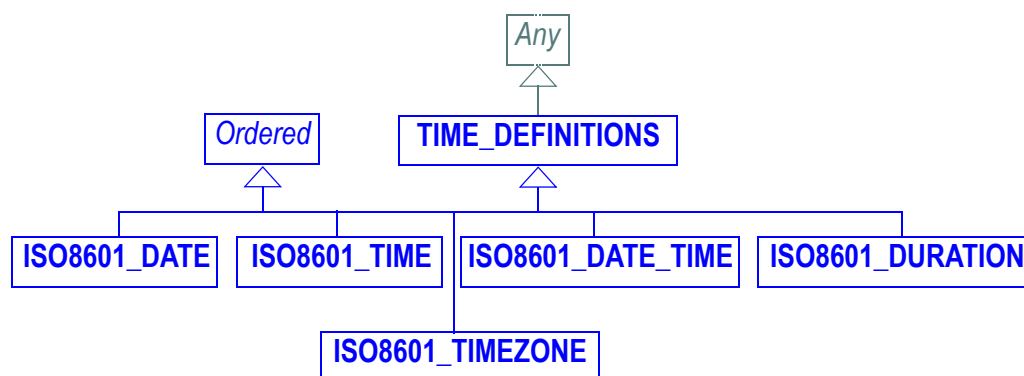 Any
Ordered
TIME_DEFINITIONS
ISO8601_DATE
ISO8601_TIME
ISO8601_DATE_TIME
ISO8601_DURATION
ISO8601_TIMEZONE